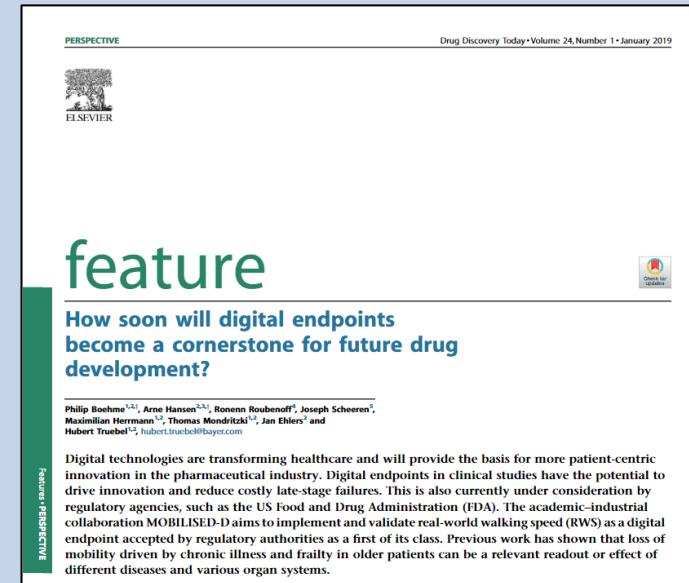 PERSPECTIVE
Drug Discovery Today • Volume 24, Number 1 • January 2019
ELSEVIER
feature
Check for
updates
How soon will digital endpoints
become a cornerstone for future drug
development?
Philip Boehme1,2,†, Arne Hansen2,3,†, Ronenn Roubenoff4, Joseph Scheeren5,
Maximilian Herrmann1,2, Thomas Mondritzki1,2, Jan Ehlers2 and
Hubert Truebel1,2, hubert.truebel@bayer.com
Digital technologies are transforming healthcare and will provide the basis for more patient-centric
innovation in the pharmaceutical industry. Digital endpoints in clinical studies have the potential to
drive innovation and reduce costly late-stage failures. This is also currently under consideration by
regulatory agencies, such as the US Food and Drug Administration (FDA). The academic–industrial
collaboration MOBILISED-D aims to implement and validate real-world walking speed (RWS) as a digital
endpoint accepted by regulatory authorities as a first of its class. Previous work has shown that loss of
mobility driven by chronic illness and frailty in older patients can be a relevant readout or effect of
different diseases and various organ systems.
Features • PERSPECTIVE